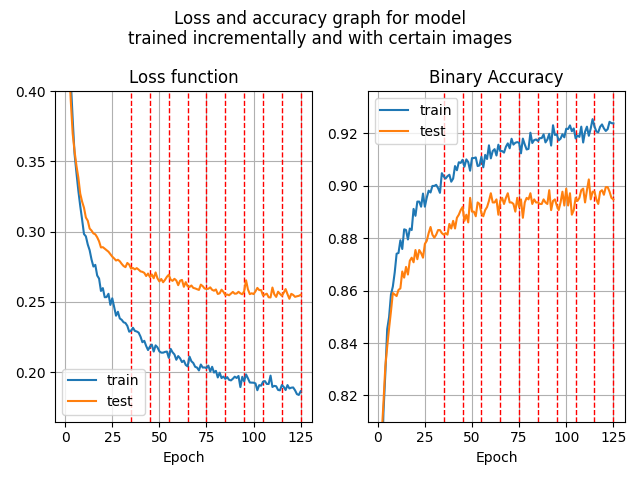 Loss and accuracy graph for model
trained incrementally and with certain images
Loss function
0.40
0.35
0.30
0.25
0.20
train
test
0 25 50 75 100 125
Epoch
Binary Accuracy
train
test
0.92
0.90
0.88
0.86
0.84
0.82
0 25 50 75 100 125
Epoch